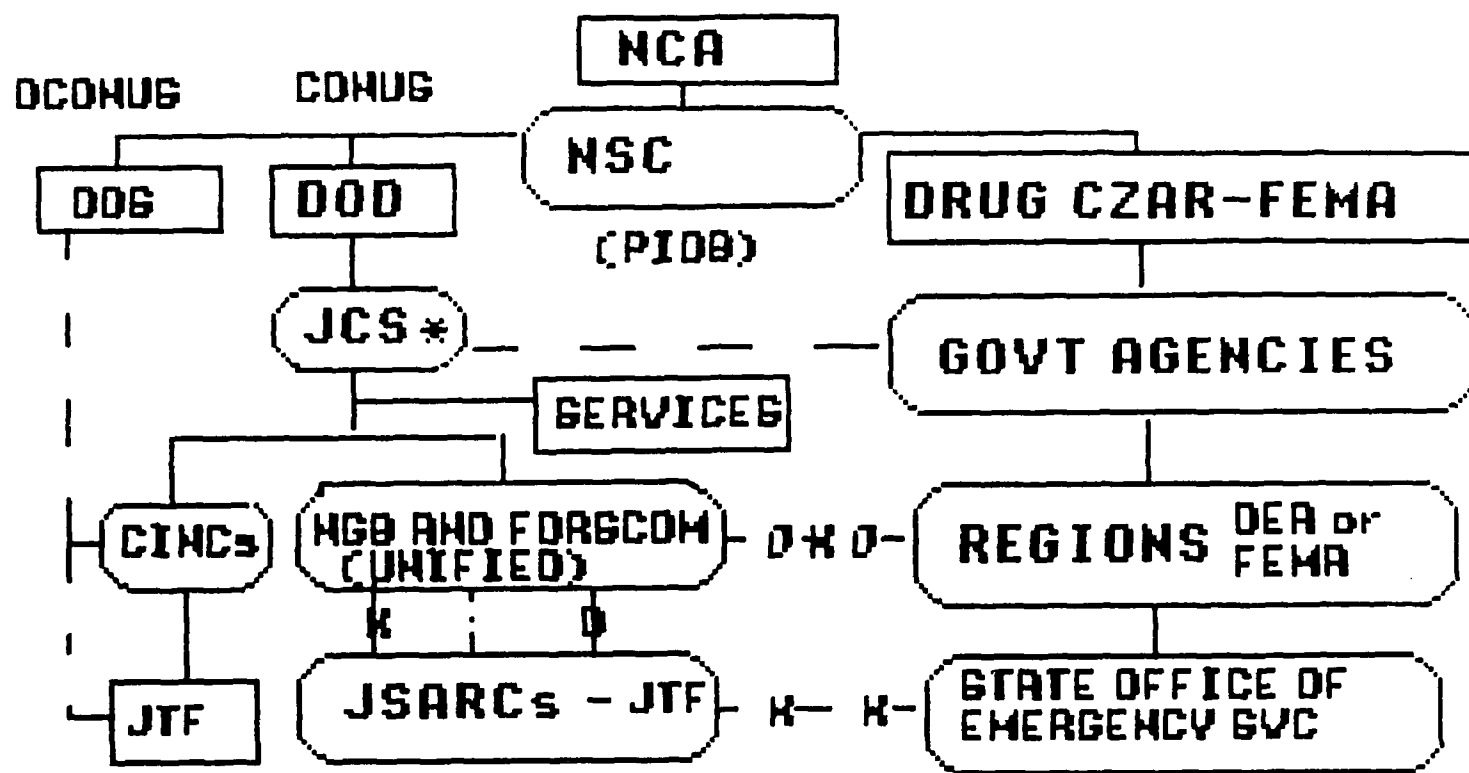 NCA
OCONUS
CONUS
NSC
DOS
DOD
DRUG CZAR-FEMA
(PIOB)
JCS *
GOVT AGENCIES
SERVICES
CINCs
NGB AND FORSCOM
(UNIFIED)
O X O
REGIONS
DEA or
FEMA
X
O
JSARCs - JTF
X X
STATE OFFICE OF
EMERGENCY SVC
JTF